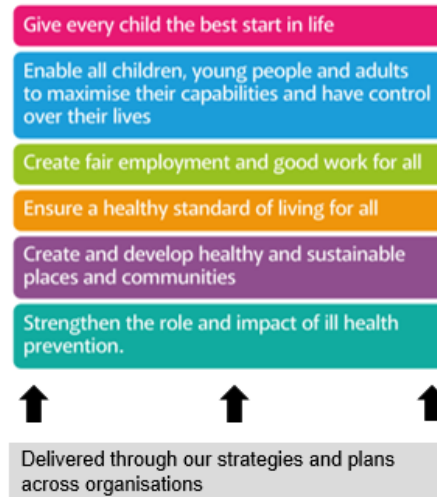 Give every child the best start in life
Enable all children, young people and adults
to maximise their capabilities and have control
over their lives
Create fair employment and good work for all
Ensure a healthy standard of living for all
Create and develop healthy and sustainable
places and communities
Strengthen the role and impact of ill health
prevention.
Delivered through our strategies and plans
across organisations